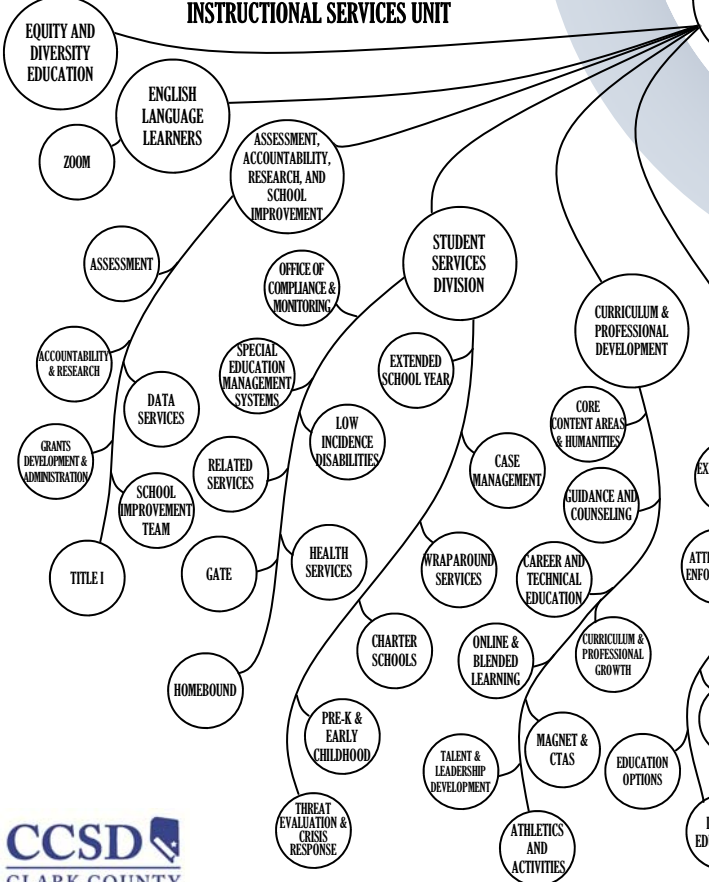 INSTRUCTIONAL SERVICES UNIT
EQUITY AND
DIVERSITY
EDUCATION
ENGLISH
LANGUAGE
LEARNERS
ZOOM
ASSESSMENT,
ACCOUNTABILITY,
RESEARCH, AND
SCHOOL
IMPROVEMENT
ASSESSMENT
ACCOUNTABILITY
& RESEARCH
DATA
SERVICES
GRANTS
DEVELOPMENT &
ADMINISTRATION
SCHOOL
IMPROVEMENT
TEAM
TITLE I
STUDENT
SERVICES
DIVISION
OFFICE OF
COMPLIANCE &
MONITORING
SPECIAL
EDUCATION
MANAGEMENT
SYSTEMS
LOW
INCIDENCE
DISABILITIES
RELATED
SERVICES
HEALTH
SERVICES
GATE
HOMEBOUND
EXTENDED
SCHOOL YEAR
CASE
MANAGEMENT
WRAPAROUND
SERVICES
CHARTER
SCHOOLS
PRE-K &
EARLY
CHILDHOOD
THREAT
EVALUATION &
CRISIS
RESPONSE
CURRICULUM &
PROFESSIONAL
DEVELOPMENT
CORE
CONTENT AREAS
& HUMANITIES
GUIDANCE AND
COUNSELING
CAREER AND
TECHNICAL
EDUCATION
CURRICULUM &
PROFESSIONAL
GROWTH
ONLINE &
BLENDED
LEARNING
MAGNET &
CTAS
TALENT &
LEADERSHIP
DEVELOPMENT
ATHLETICS
AND
ACTIVITIES
EDUCATION
OPTIONS
CCSD
CLARK COUNTY